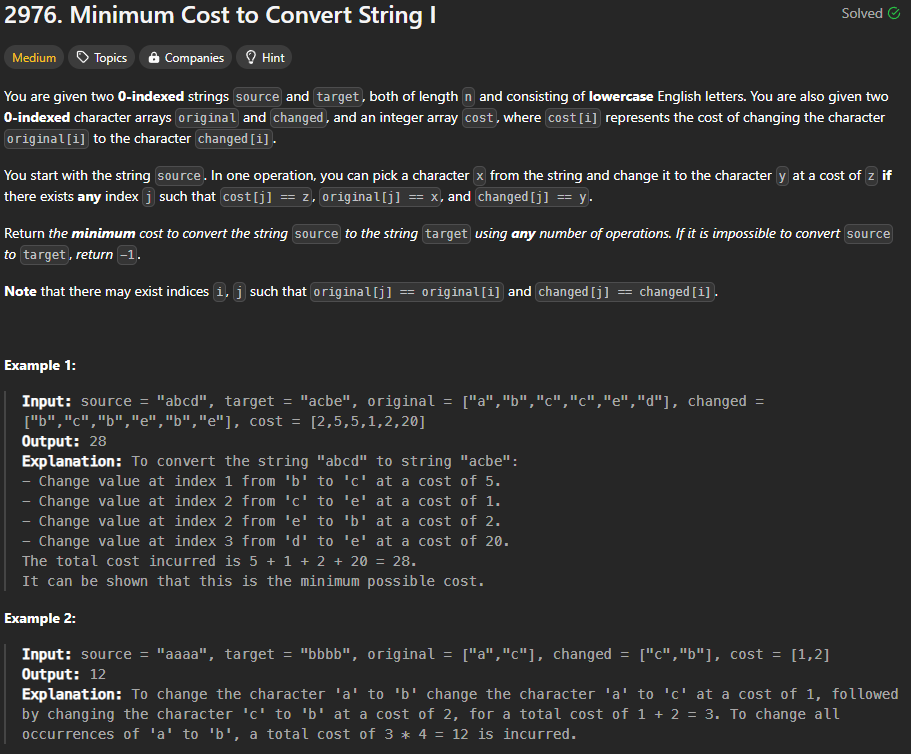 2976. Minimum Cost to Convert String I
Solved
Medium Topics Companies Hint
You are given two 0-indexed strings source and target, both of length n and consisting of lowercase English letters. You are also given two
0-indexed character arrays original and changed, and an integer array cost, where cost[i] represents the cost of changing the character
original[i] to the character changed[i].
You start with the string source. In one operation, you can pick a character x from the string and change it to the character y at a cost of z if
there exists any index j such that cost[j] == z, original[j] == x, and changed[j] == y.
Return the minimum cost to convert the string source to the string target using any number of operations. If it is impossible to convert source
to target, return -1.
Note that there may exist indices i, j such that original[j] == original[i] and changed[j] == changed[i].
Example 1:
Input: source = "abcd", target = "acbe", original = ["a","b","c","c","e","d"], changed =
["b","c","b","e","b","e"], cost = [2,5,5,1,2,20]
Output: 28
Explanation: To convert the string "abcd" to string "acbe":
- Change value at index 1 from 'b' to 'c' at a cost of 5.
- Change value at index 2 from 'c' to 'e' at a cost of 1.
- Change value at index 2 from 'e' to 'b' at a cost of 2.
- Change value at index 3 from 'd' to 'e' at a cost of 20.
The total cost incurred is 5 + 1 + 2 + 20 = 28.
It can be shown that this is the minimum possible cost.
Example 2:
Input: source = "aaaa", target = "bbbb", original = ["a","c"], changed = ["c","b"], cost = [1,2]
Output: 12
Explanation: To change the character 'a' to 'b' change the character 'a' to 'c' at a cost of 1, followed
by changing the character 'c' to 'b' at a cost of 2, for a total cost of 1 + 2 = 3. To change all
occurrences of 'a' to 'b', a total cost of 3 * 4 = 12 is incurred.